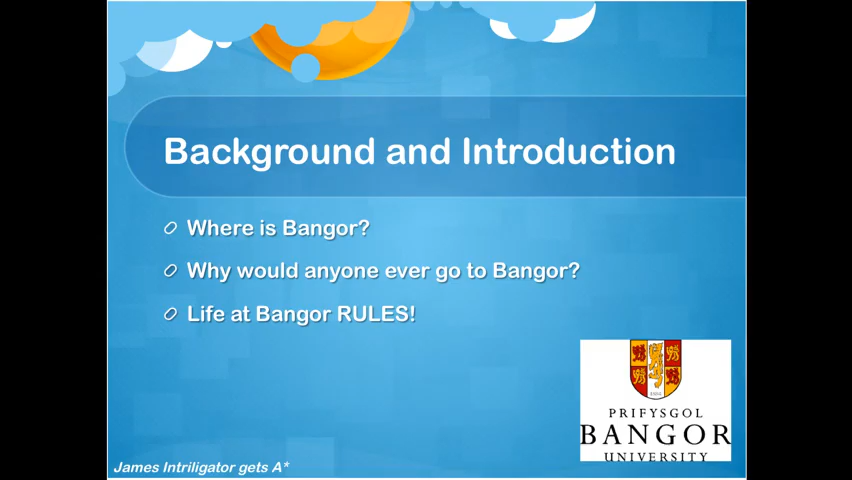 Background and Introduction
Where is Bangor?
Why would anyone ever go to Bangor?
Life at Bangor RULES!
PRIFYSGOL
BANGOR
UNIVERSITY
James Intriligator gets A*